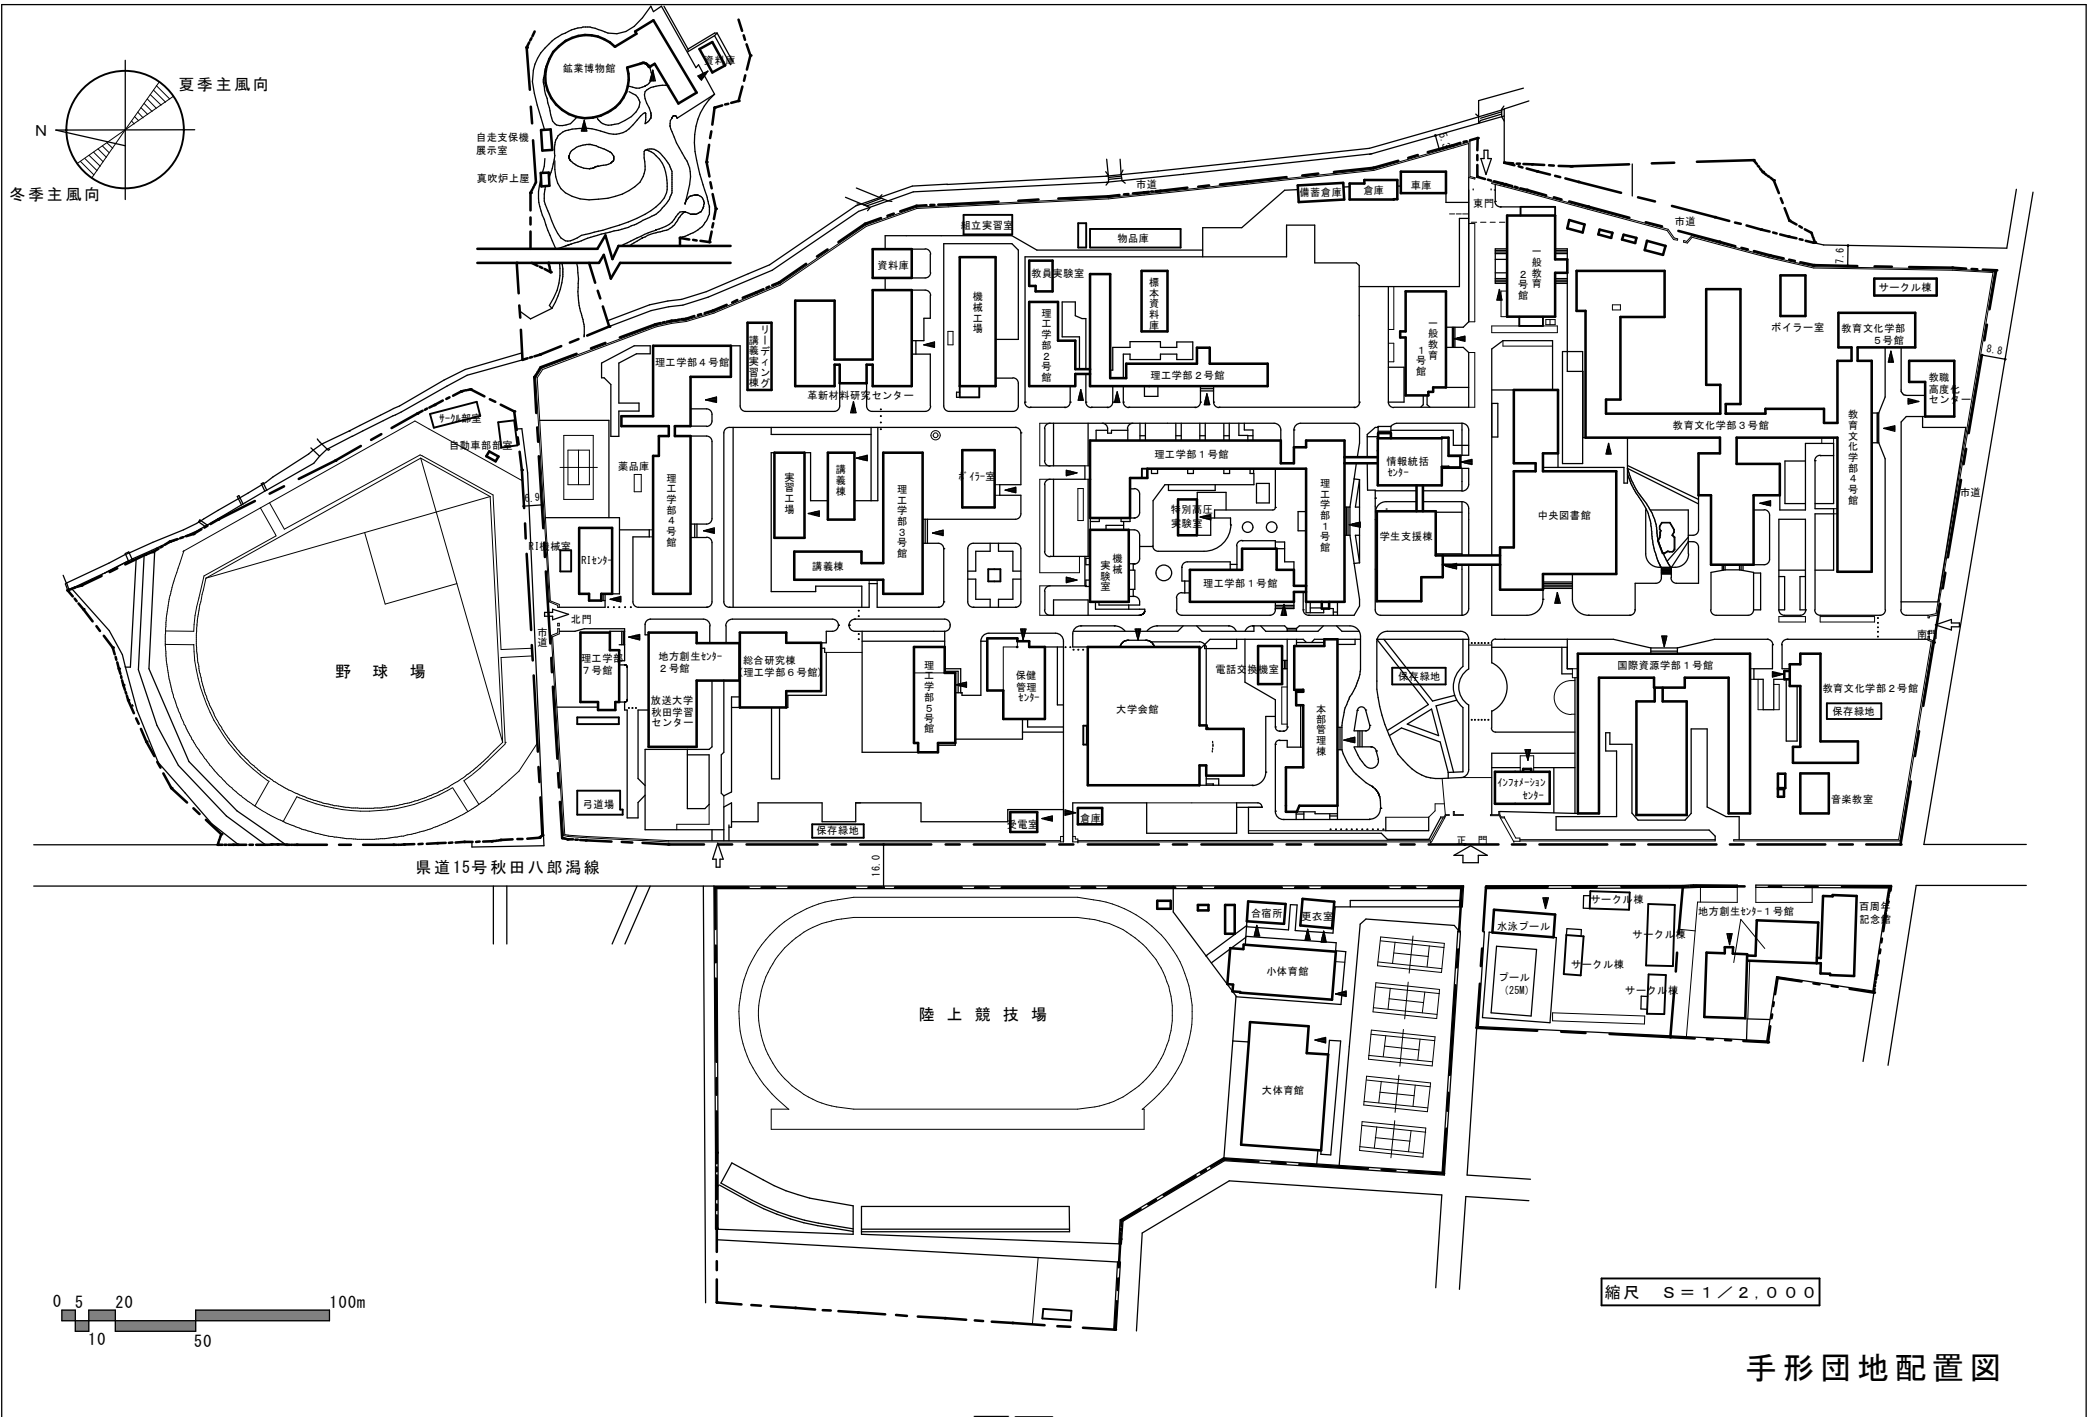 夏季主風向
N
冬季主風向
鉱業博物館
資料庫
自走支保機
展示室
真吹炉上屋
市道
備蓄倉庫
倉庫
車庫
東門
市道
7.6
組立実習室
物品庫
資料庫
教員実験室
標本資料庫
機械工場
理工学部2号館
理工学部2号館
一般教育
1号館
一般教育
2号館
サークル棟
ボイラー室
教育文化学部
5号館
8.8
教職
高度化
センター
リーディング
講義実習棟
理工学部4号館
革新材料研究センター
サークル部室
自動車部部室
6.9
薬品庫
理工学部4号館
実習工場
講義棟
理工学部3号館
ボイラー室
理工学部1号館
情報統括
センター
教育文化学部3号館
教育文化学部4号館
市道
特別高圧
実験室
理工学部1号館
学生支援棟
中央図書館
RI機械室
RIセンター
講義棟
機械
実験室
理工学部1号館
北門
市道
南門
野球場
理工学部
7号館
地方創生センター
2号館
放送大学
秋田学習
センター
総合研究棟
(理工学部6号館)
理工学部5号館
保健
管理
センター
大学会館
電話交換機室
本部管理棟
保存緑地
国際資源学部1号館
教育文化学部2号館
保存緑地
インフォメーション
センター
音楽教室
弓道場
保存緑地
受電室
倉庫
正門
県道15号秋田八郎潟線
16.0
合宿所
更衣室
水泳プール
サークル棟
サークル棟
サークル棟
サークル棟
地方創生センター1号館
百周年
記念館
小体育館
プール
(25M)
陸上競技場
大体育館
0 5 20 100m
10 50
縮尺 S=1/2,000
手形団地配置図